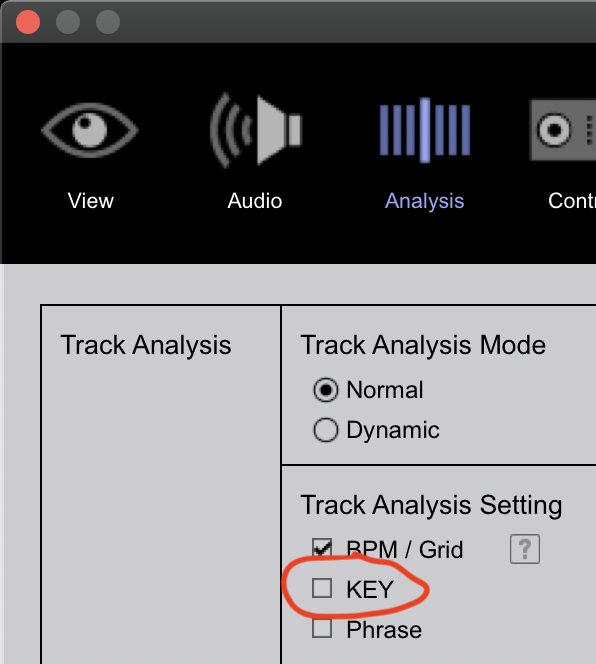 View
Audio
Analysis
Contr
Track Analysis
Track Analysis Mode
Normal
Dynamic
Track Analysis Setting
BPM / Grid
?
KEY
Phrase